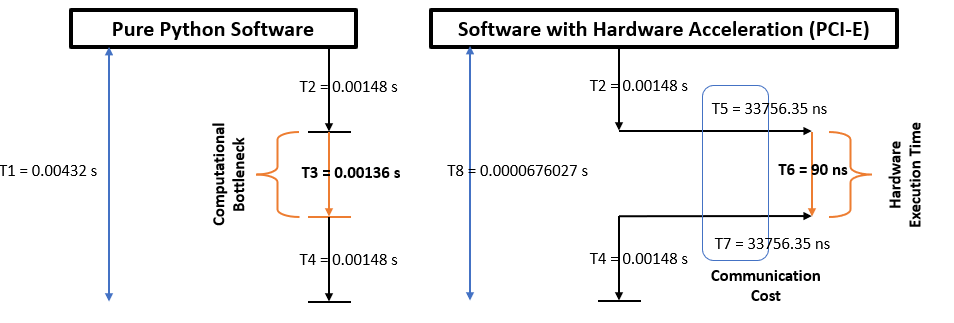 Pure Python Software
Software with Hardware Acceleration (PCI-E)
T2 = 0.00148 s
T1 = 0.00432 s
Computational
Bottleneck
T3 = 0.00136 s
T4 = 0.00148 s
T2 = 0.00148 s
T5 = 33756.35 ns
T8 = 0.0000676027 s
T6 = 90 ns
Hardware
Execution Time
T7 = 33756.35 ns
T4 = 0.00148 s
Communication
Cost